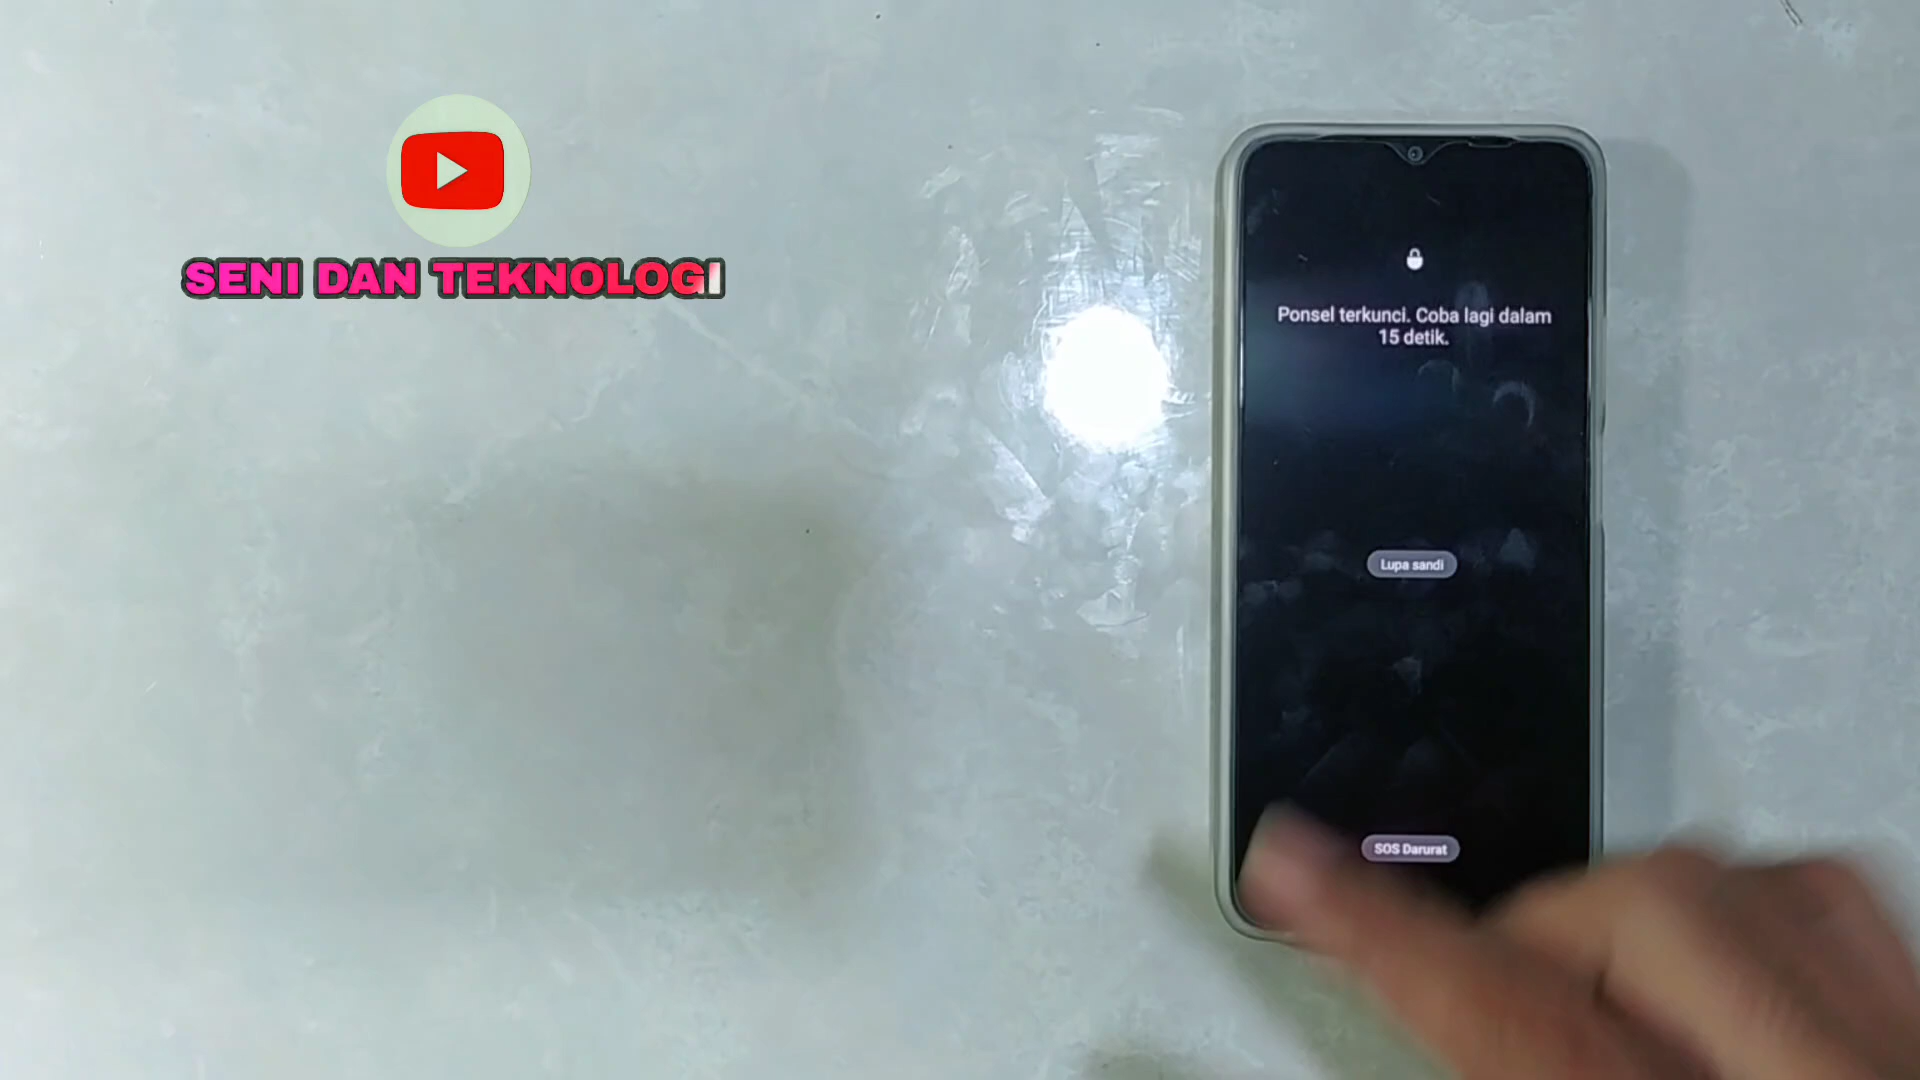 SENI DAN TEKNOLOGI
Ponsel terkunci. Coba lagi dalam
15 detik.
Lupa sandi
SOS Darurat